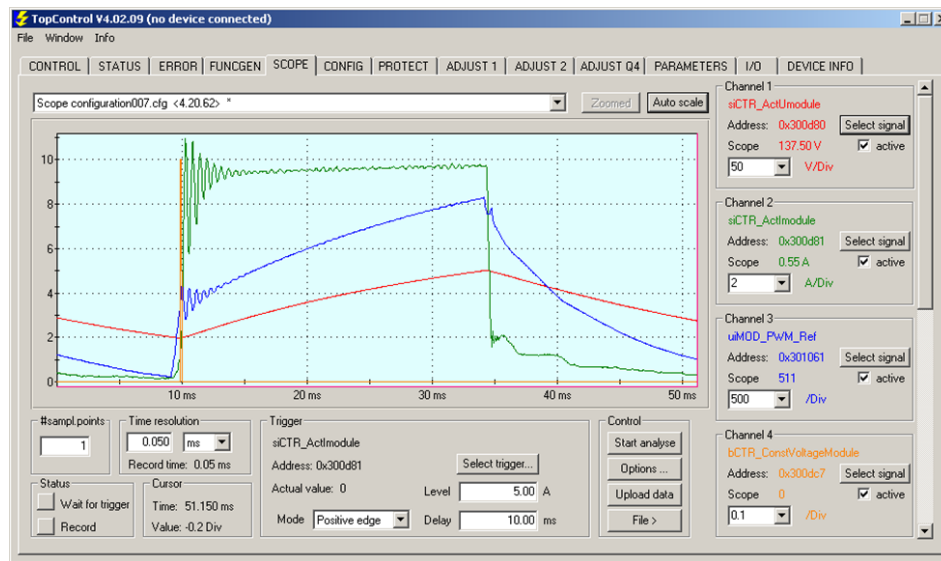 TopControl V4.02.09 (no device connected)
File Window Info
CONTROL STATUS ERROR FUNCGEN SCOPE CONFIG PROTECT ADJUST 1 ADJUST 2 ADJUST Q4 PARAMETERS I/O DEVICE INFO
Scope configuration007.cfg <4.20.62> *
Zoomed
Auto scale
10
8
6
4
2
0
10 ms 20 ms 30 ms 40 ms 50 ms
Channel 1
siCTR_ActUmodule
Address: 0x300d80 Select signal
Scope 137.50 V active
50 V/Div
Channel 2
siCTR_ActImodule
Address: 0x300d81 Select signal
Scope 0.55 A active
2 A/Div
Channel 3
uiMOD_PWM_Ref
Address: 0x301061 Select signal
Scope 511 active
500 /Div
Channel 4
bCTR_ConstVoltageModule
Address: 0x300dc7 Select signal
Scope 0 active
0.1 /Div
#sampl.points
1
Time resolution
0.050 ms
Record time: 0.05 ms
Status
Wait for trigger
Record
Cursor
Time: 51.150 ms
Value: -0.2 Div
Trigger
siCTR_ActImodule
Address: 0x300d81 Select trigger...
Actual value: 0 Level 5.00 A
Mode Positive edge Delay 10.00 ms
Control
Start analyse
Options ...
Upload data
File >